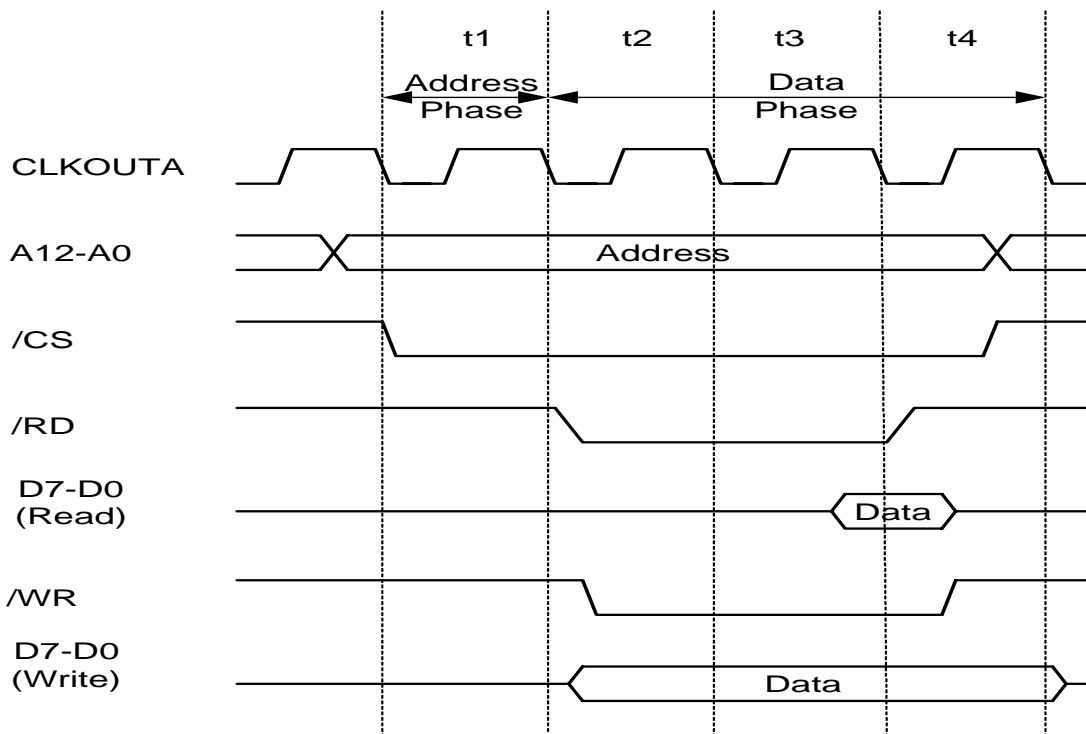 t1 t2 t3 t4
Address Phase
Data Phase
CLKOUTA
A12-A0
Address
/CS
/RD
D7-D0
(Read)
Data
/WR
D7-D0
(Write)
Data